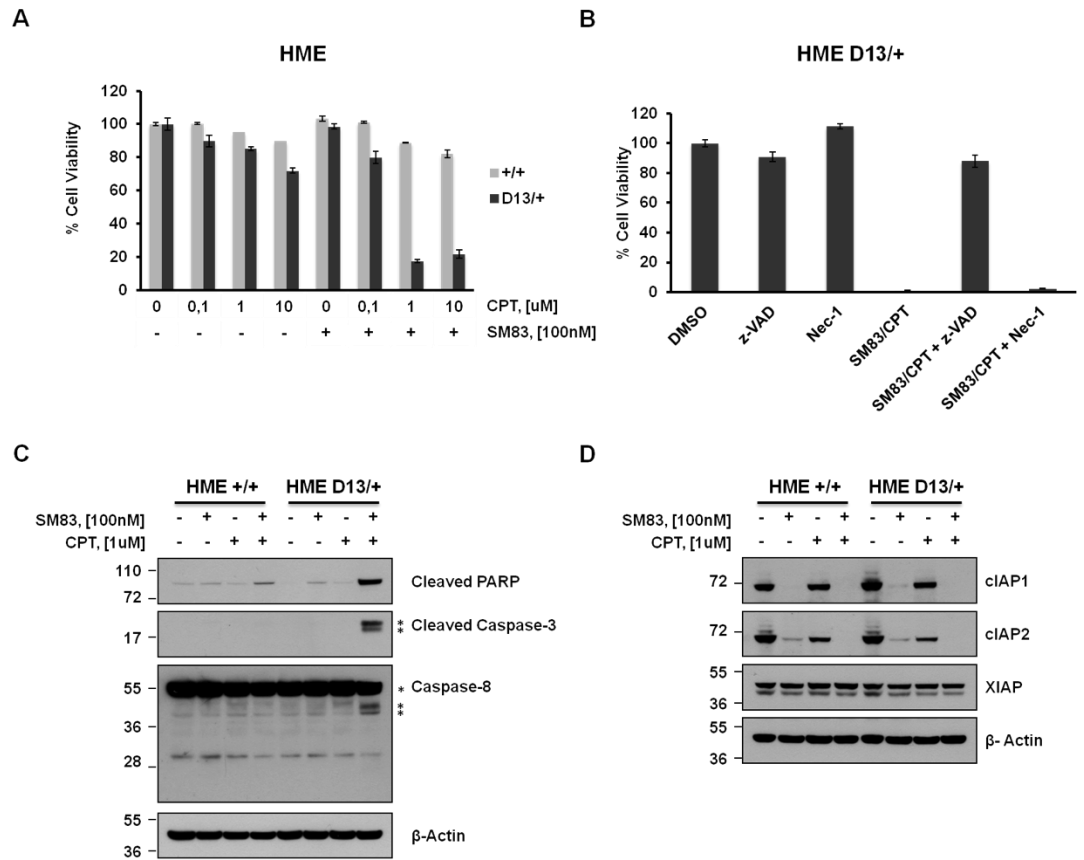 A
HME
% Cell Viability
120
100
80
60
40
20
0
+/+
D13/+
0 0,1 1 10 0 0,1 1 10 CPT, [uM]
- - - - + + + + SM83, [100nM]
B
HME D13/+
% Cell Viability
120
100
80
60
40
20
0
DMSO
z-VAD
Nec-1
SM83/CPT
SM83/CPT + z-VAD
SM83/CPT + Nec-1
C
HME +/+ HME D13/+
SM83, [100nM] - + - + - + - +
CPT, [1uM] - - + + - - + +
110
72
Cleaved PARP
17
Cleaved Caspase-3
*
*
55
36
28
* Caspase-8
*
*
55
36
β-Actin
D
HME +/+ HME D13/+
SM83, [100nM] - + - + - + - +
CPT, [1uM] - - + + - - + +
72
cIAP1
72
cIAP2
36
XIAP
55
36
β- Actin